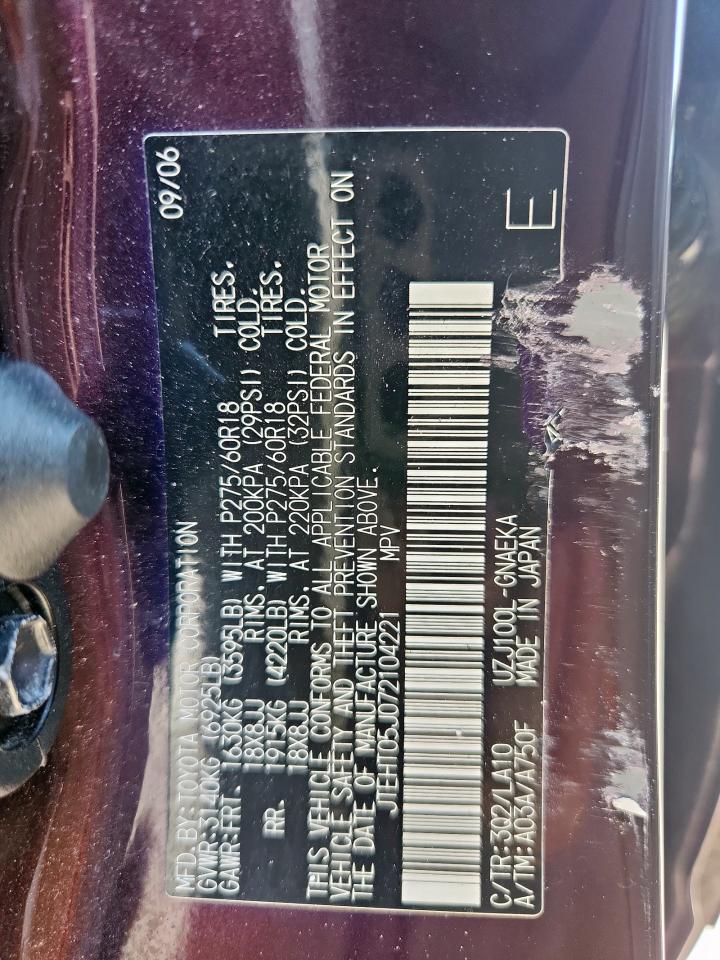 MFD. BY: TOYOTA MOTOR CORPORATION 09/06
GVWR: 3140KG (6925LB)
GAWR: FRT. 1630KG (3595LB) WITH P275/60R18 TIRES.
18X8JJ RIMS. AT 200KPA (29PSI) COLD.
RR. 1915KG (4220LB) WITH P275/60R18 TIRES.
18X8JJ RIMS. AT 220KPA (32PSI) COLD.
THIS VEHICLE CONFORMS TO ALL APPLICABLE FEDERAL MOTOR
VEHICLE SAFETY AND THEFT PREVENTION STANDARDS IN EFFECT ON
THE DATE OF MANUFACTURE SHOWN ABOVE.
JTEHT05J072104221 MPV
C/TR: 3Q2/LA10 UZJ100L-GNAEKA
A/TM: A03A/A750F MADE IN JAPAN
E